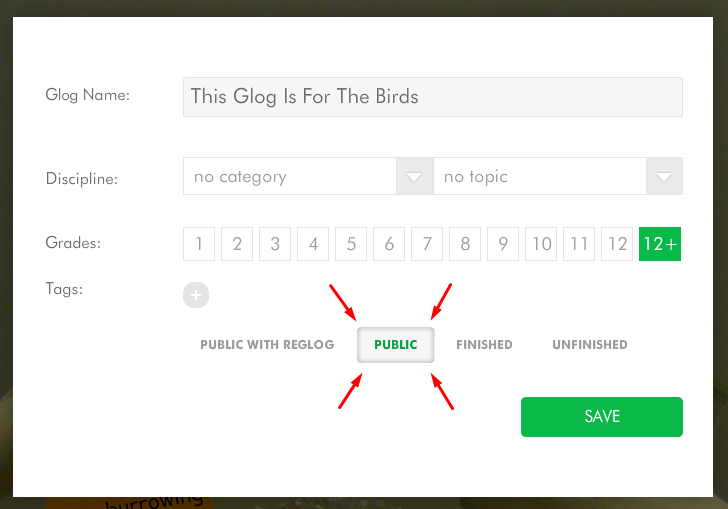 Glog Name: This Glog Is For The Birds
Discipline: no category no topic
Grades: 1 2 3 4 5 6 7 8 9 10 11 12 12+
Tags: +
PUBLIC WITH REGLOG PUBLIC FINISHED UNFINISHED
SAVE
burrowing